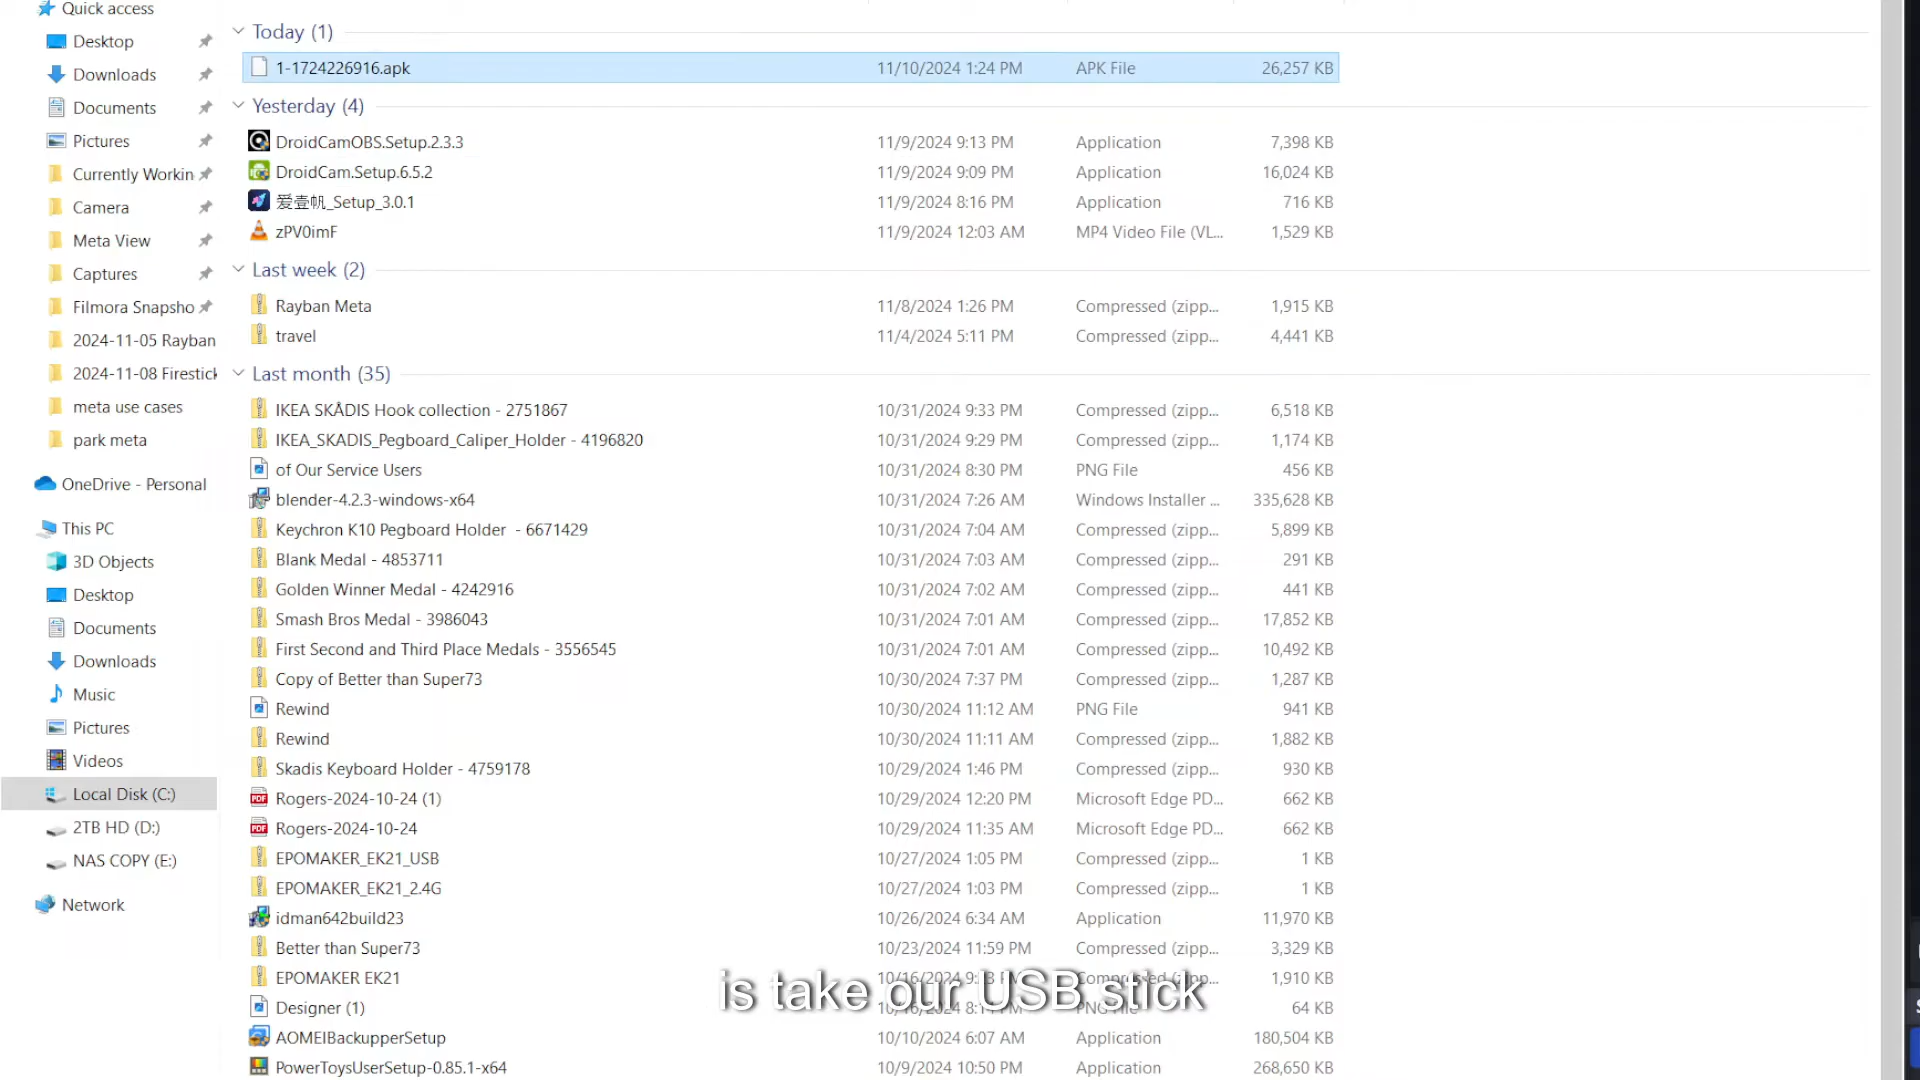 Quick access
Desktop
Downloads
Documents
Pictures
Currently Workin
Camera
Meta View
Captures
Filmora Snapsho
2024-11-05 Rayban
2024-11-08 Firestick
meta use cases
park meta
OneDrive - Personal
This PC
3D Objects
Desktop
Documents
Downloads
Music
Pictures
Videos
Local Disk (C:)
2TB HD (D:)
NAS COPY (E:)
Network
Today (1)
1-1724226916.apk 11/10/2024 1:24 PM APK File 26,257 KB
Yesterday (4)
DroidCamOBS.Setup.2.3.3 11/9/2024 9:13 PM Application 7,398 KB
DroidCam.Setup.6.5.2 11/9/2024 9:09 PM Application 16,024 KB
爱壹帆_Setup_3.0.1 11/9/2024 8:16 PM Application 716 KB
zPV0imF 11/9/2024 12:03 AM MP4 Video File (VL... 1,529 KB
Last week (2)
Rayban Meta 11/8/2024 1:26 PM Compressed (zipp... 1,915 KB
travel 11/4/2024 5:11 PM Compressed (zipp... 4,441 KB
Last month (35)
IKEA SKÅDIS Hook collection - 2751867 10/31/2024 9:33 PM Compressed (zipp... 6,518 KB
IKEA_SKADIS_Pegboard_Caliper_Holder - 4196820 10/31/2024 9:29 PM Compressed (zipp... 1,174 KB
of Our Service Users 10/31/2024 8:30 PM PNG File 456 KB
blender-4.2.3-windows-x64 10/31/2024 7:26 AM Windows Installer ... 335,628 KB
Keychron K10 Pegboard Holder - 6671429 10/31/2024 7:04 AM Compressed (zipp... 5,899 KB
Blank Medal - 4853711 10/31/2024 7:03 AM Compressed (zipp... 291 KB
Golden Winner Medal - 4242916 10/31/2024 7:02 AM Compressed (zipp... 441 KB
Smash Bros Medal - 3986043 10/31/2024 7:01 AM Compressed (zipp... 17,852 KB
First Second and Third Place Medals - 3556545 10/31/2024 7:01 AM Compressed (zipp... 10,492 KB
Copy of Better than Super73 10/30/2024 7:37 PM Compressed (zipp... 1,287 KB
Rewind 10/30/2024 11:12 AM PNG File 941 KB
Rewind 10/30/2024 11:11 AM Compressed (zipp... 1,882 KB
Skadis Keyboard Holder - 4759178 10/29/2024 1:46 PM Compressed (zipp... 930 KB
Rogers-2024-10-24 (1) 10/29/2024 12:20 PM Microsoft Edge PD... 662 KB
Rogers-2024-10-24 10/29/2024 11:35 AM Microsoft Edge PD... 662 KB
EPOMAKER_EK21_USB 10/27/2024 1:05 PM Compressed (zipp... 1 KB
EPOMAKER_EK21_2.4G 10/27/2024 1:03 PM Compressed (zipp... 1 KB
idman642build23 10/26/2024 6:34 AM Application 11,970 KB
Better than Super73 10/23/2024 11:59 PM Compressed (zipp... 3,329 KB
EPOMAKER EK21 10/16/2024 PM Compressed (zipp... 1,910 KB
is take our USB stick
Designer (1) 10/16/2024 PNG File 64 KB
AOMEIBackupperSetup 10/10/2024 6:07 AM Application 180,504 KB
PowerToysUserSetup-0.85.1-x64 10/9/2024 10:50 PM Application 268,650 KB